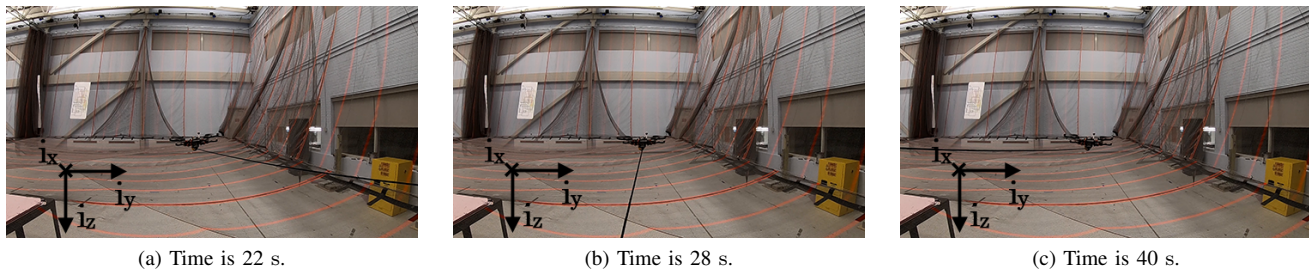 i_x
i_y
i_z
i_x
i_y
i_z
i_x
i_y
i_z
(a) Time is 22 s.
(b) Time is 28 s.
(c) Time is 40 s.